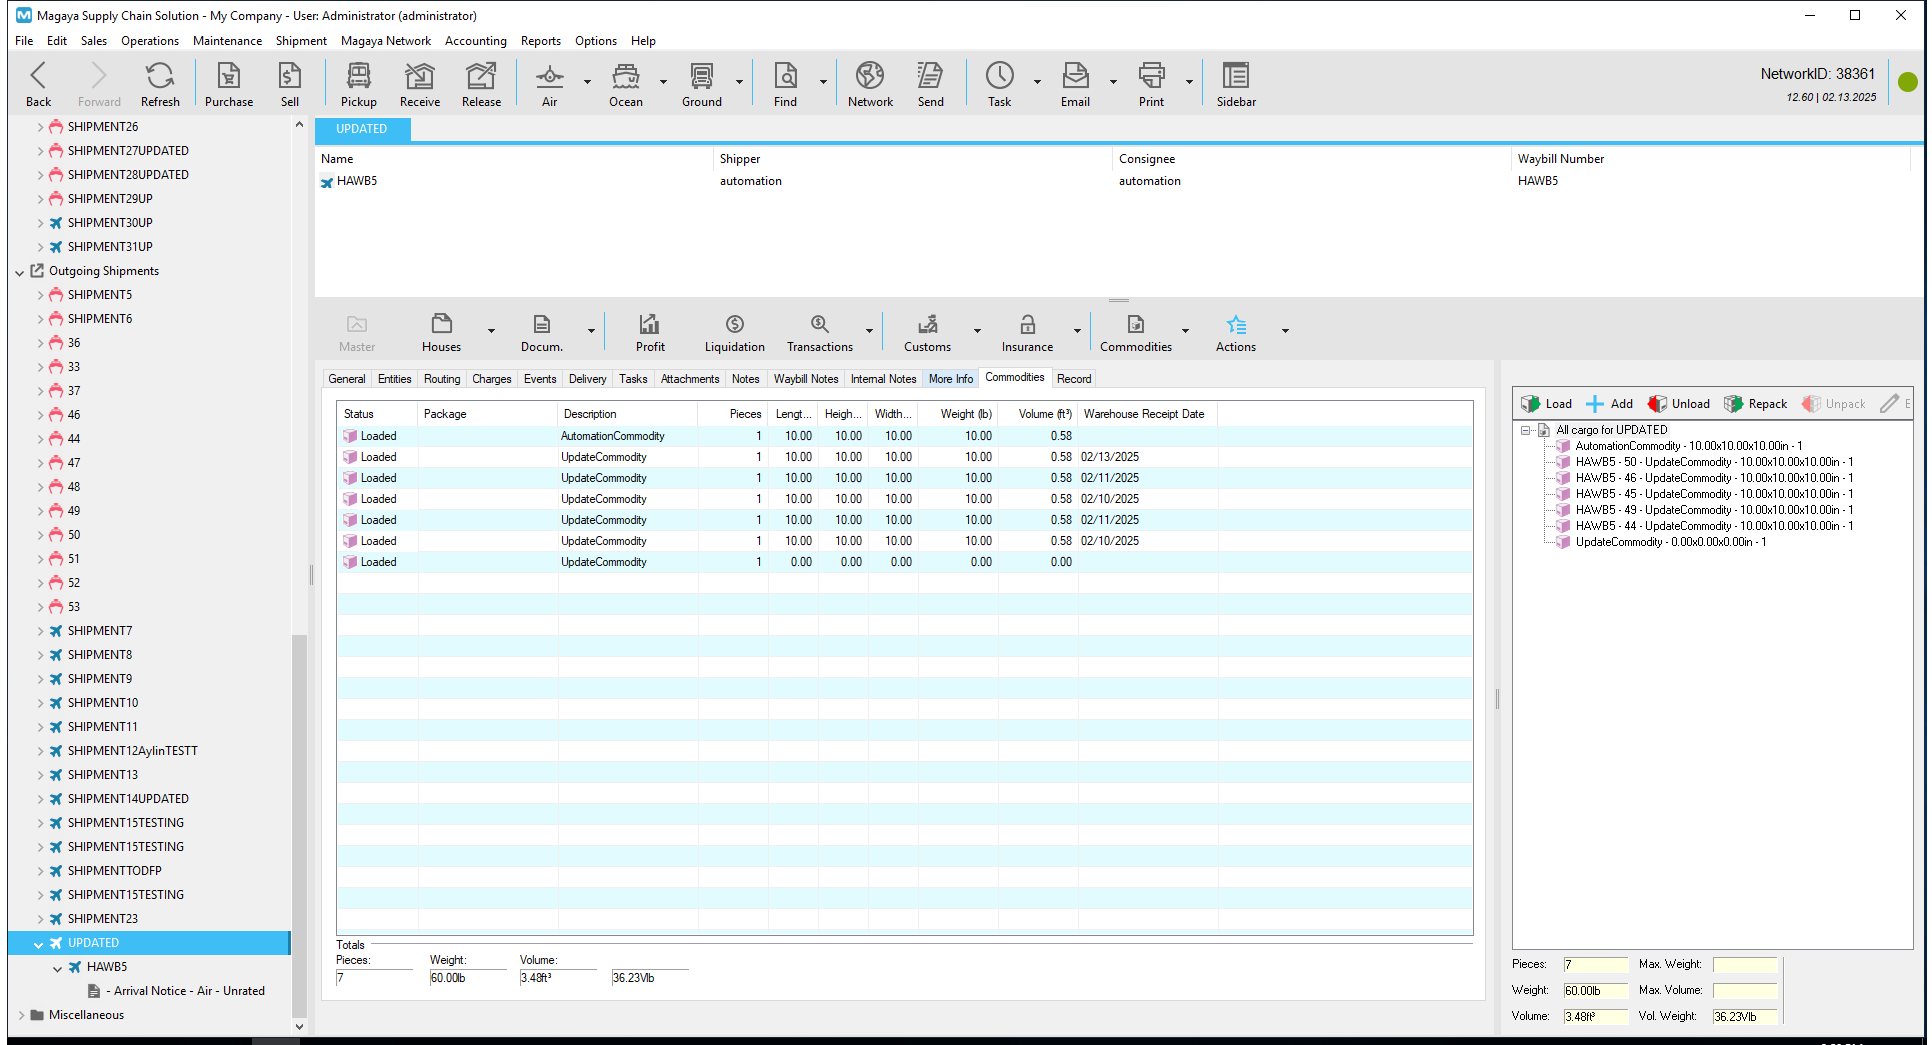 Magaya Supply Chain Solution - My Company - User: Administrator (administrator)
File Edit Sales Operations Maintenance Shipment Magaya Network Accounting Reports Options Help
Back Forward Refresh Purchase Sell Pickup Receive Release Air Ocean Ground Find Network Send Task Email Print Sidebar
NetworkID: 38361
12.60 | 02.13.2025
SHIPMENT26
SHIPMENT27UPDATED
SHIPMENT28UPDATED
SHIPMENT29UP
SHIPMENT30UP
SHIPMENT31UP
Outgoing Shipments
SHIPMENT5
SHIPMENT6
36
33
37
46
44
47
48
49
50
51
52
53
SHIPMENT7
SHIPMENT8
SHIPMENT9
SHIPMENT10
SHIPMENT11
SHIPMENT12AylinTESTT
SHIPMENT13
SHIPMENT14UPDATED
SHIPMENT15TESTING
SHIPMENT15TESTING
SHIPMENTTODFP
SHIPMENT15TESTING
SHIPMENT23
UPDATED
HAWB5
- Arrival Notice - Air - Unrated
Miscellaneous
UPDATED
Name Shipper Consignee Waybill Number
HAWB5 automation automation HAWB5
Master Houses Docum. Profit Liquidation Transactions Customs Insurance Commodities Actions
General Entities Routing Charges Events Delivery Tasks Attachments Notes Waybill Notes Internal Notes More Info Commodities Record
Status Package Description Pieces Lengt... Heigh... Width... Weight (lb) Volume (ft³) Warehouse Receipt Date
Loaded AutomationCommodity 1 10.00 10.00 10.00 10.00 0.58
Loaded UpdateCommodity 1 10.00 10.00 10.00 10.00 0.58 02/13/2025
Loaded UpdateCommodity 1 10.00 10.00 10.00 10.00 0.58 02/11/2025
Loaded UpdateCommodity 1 10.00 10.00 10.00 10.00 0.58 02/10/2025
Loaded UpdateCommodity 1 10.00 10.00 10.00 10.00 0.58 02/11/2025
Loaded UpdateCommodity 1 10.00 10.00 10.00 10.00 0.58 02/10/2025
Loaded UpdateCommodity 1 0.00 0.00 0.00 0.00 0.00
Totals
Pieces: Weight: Volume:
7 60.00lb 3.48ft³ 36.23Vlb
Load Add Unload Repack Unpack E
All cargo for UPDATED
AutomationCommodity - 10.00x10.00x10.00in - 1
HAWB5 - 50 - UpdateCommodity - 10.00x10.00x10.00in - 1
HAWB5 - 46 - UpdateCommodity - 10.00x10.00x10.00in - 1
HAWB5 - 45 - UpdateCommodity - 10.00x10.00x10.00in - 1
HAWB5 - 49 - UpdateCommodity - 10.00x10.00x10.00in - 1
HAWB5 - 44 - UpdateCommodity - 10.00x10.00x10.00in - 1
UpdateCommodity - 0.00x0.00x0.00in - 1
Pieces: 7 Max. Weight:
Weight: 60.00lb Max. Volume:
Volume: 3.48ft³ Vol. Weight: 36.23Vlb